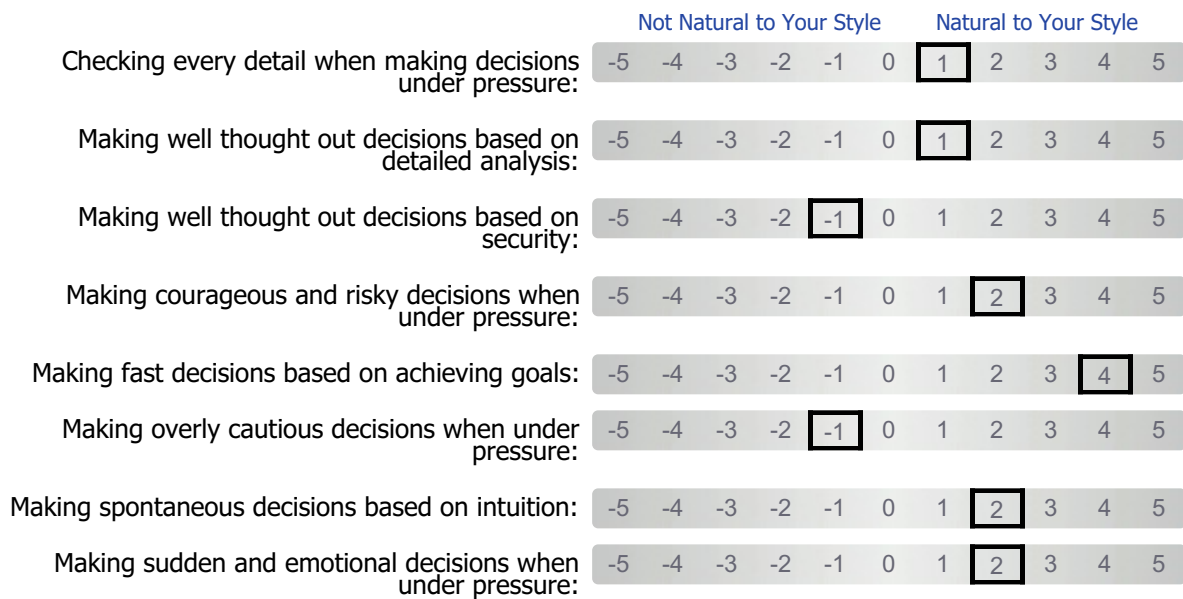 Not Natural to Your Style Natural to Your Style
Checking every detail when making decisions
under pressure:
-5 -4 -3 -2 -1 0 1 2 3 4 5
Making well thought out decisions based on
detailed analysis:
-5 -4 -3 -2 -1 0 1 2 3 4 5
Making well thought out decisions based on
security:
-5 -4 -3 -2 -1 0 1 2 3 4 5
Making courageous and risky decisions when
under pressure:
-5 -4 -3 -2 -1 0 1 2 3 4 5
Making fast decisions based on achieving goals:
-5 -4 -3 -2 -1 0 1 2 3 4 5
Making overly cautious decisions when under
pressure:
-5 -4 -3 -2 -1 0 1 2 3 4 5
Making spontaneous decisions based on intuition:
-5 -4 -3 -2 -1 0 1 2 3 4 5
Making sudden and emotional decisions when
under pressure:
-5 -4 -3 -2 -1 0 1 2 3 4 5